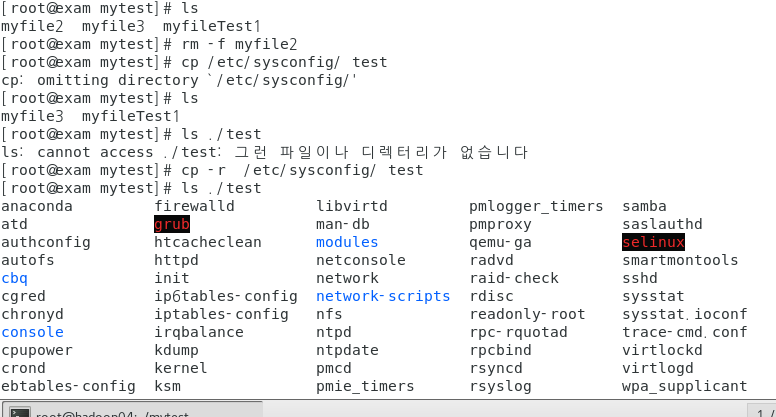 [root@exam mytest]# ls
myfile2  myfile3  myfileTest1
[root@exam mytest]# rm -f myfile2
[root@exam mytest]# cp /etc/sysconfig/ test
cp: omitting directory `/etc/sysconfig/'
[root@exam mytest]# ls
myfile3  myfileTest1
[root@exam mytest]# ls ./test
ls: cannot access ./test: 그런 파일이나 디렉터리가 없습니다
[root@exam mytest]# cp -r  /etc/sysconfig/ test
[root@exam mytest]# ls ./test
anaconda         firewalld         libvirtd         pmlogger_timers  samba
atd              grub              man-db           pmproxy          saslauthd
authconfig       htcacheclean      modules          qemu-ga          selinux
autofs           httpd             netconsole       radvd            smartmontools
cbq              init              network          raid-check       sshd
cgred            ip6tables-config  network-scripts  rdisc            sysstat
chronyd          iptables-config   nfs              readonly-root    sysstat.ioconf
console          irqbalance        ntpd             rpc-rquotad      trace-cmd.conf
cpupower         kdump             ntpdate          rpcbind          virtlockd
crond            kernel            pmcd             rsyncd           virtlogd
ebtables-config  ksm               pmie_timers      rsyslog          wpa_supplicant
root@hadoop04:~/mytest
1 /